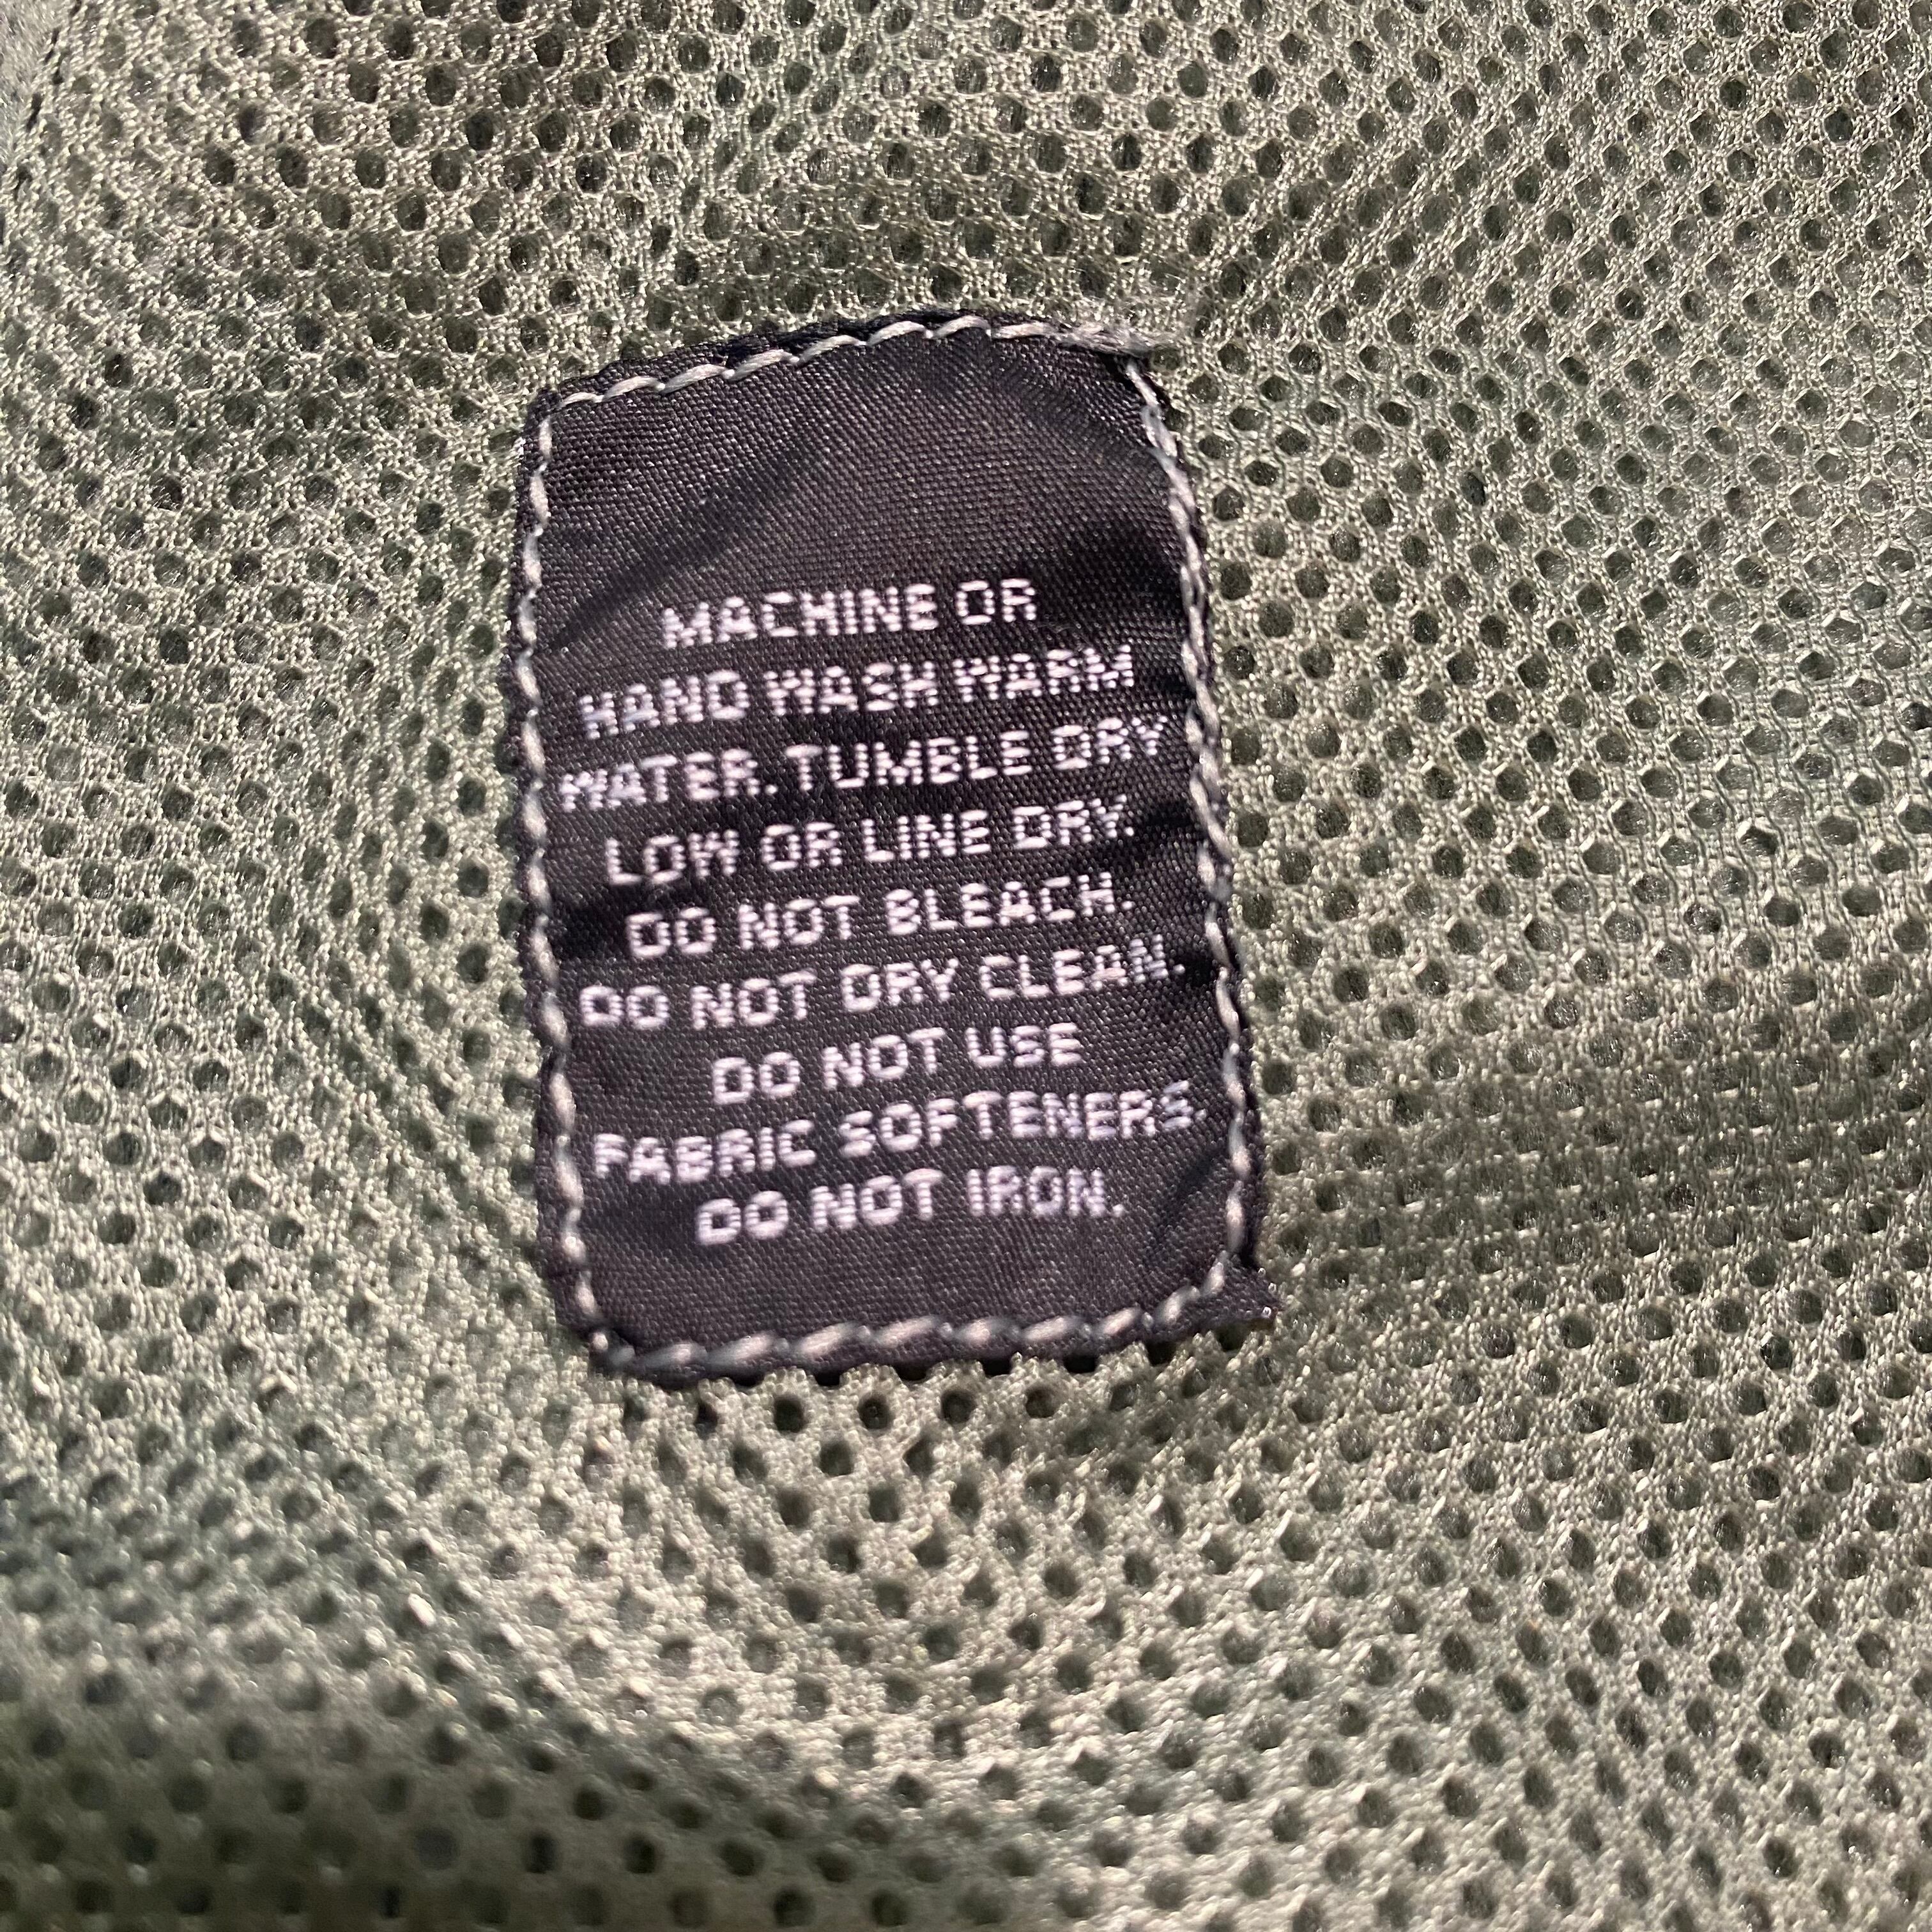 MACHINE OR
HAND WASH WARM
WATER. TUMBLE DRY
LOW OR LINE DRY.
DO NOT BLEACH.
DO NOT DRY CLEAN.
DO NOT USE
FABRIC SOFTENERS.
DO NOT IRON.